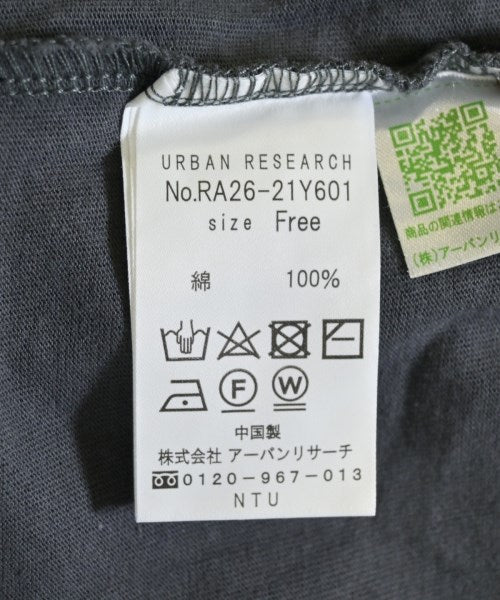 URBAN RESEARCH
No.RA26-21Y601
size Free
綿 100%
F W
中国製
株式会社 アーバンリサーチ
0120-967-013
NTU
商品の関連情報は
(株)アーバンリ